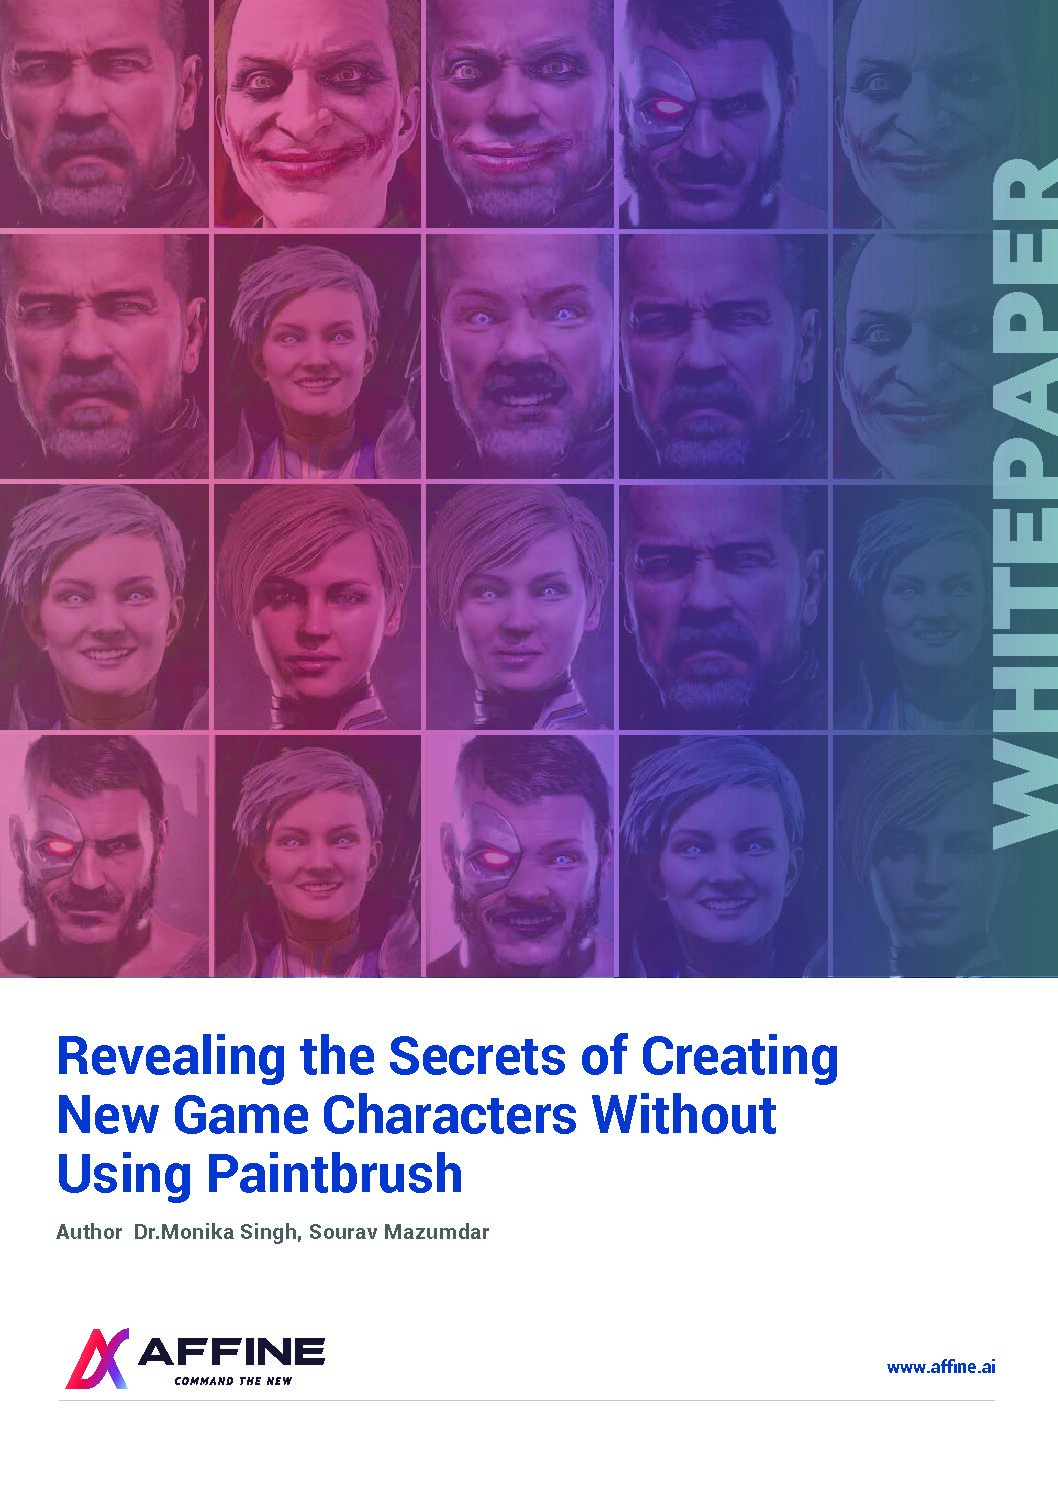 WHITEPAPER
Revealing the Secrets of Creating
New Game Characters Without
Using Paintbrush
Author Dr.Monika Singh, Sourav Mazumdar
AFFINE
COMMAND THE NEW
www.affine.ai